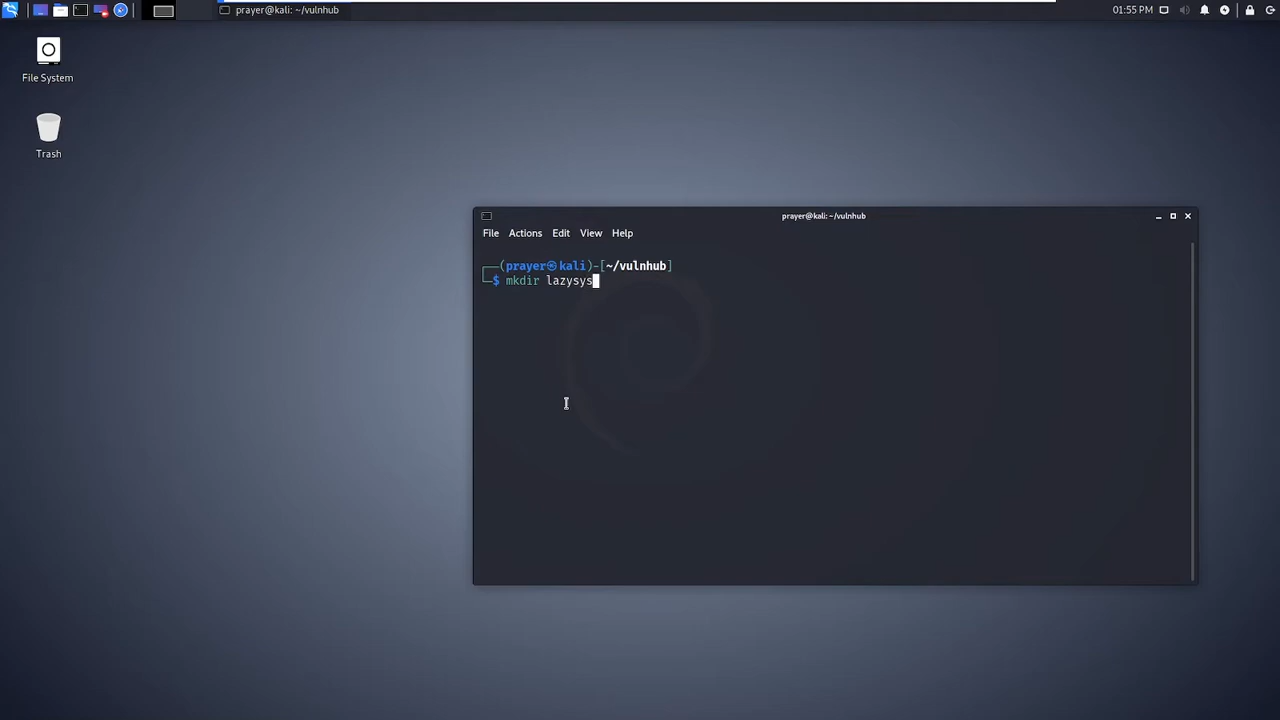 prayer@kali: ~/vulnhub
01:55 PM
File System
Trash
prayer@kali: ~/vulnhub
File Actions Edit View Help
┌──(prayer㉿kali)-[~/vulnhub]
└─$ mkdir lazysys